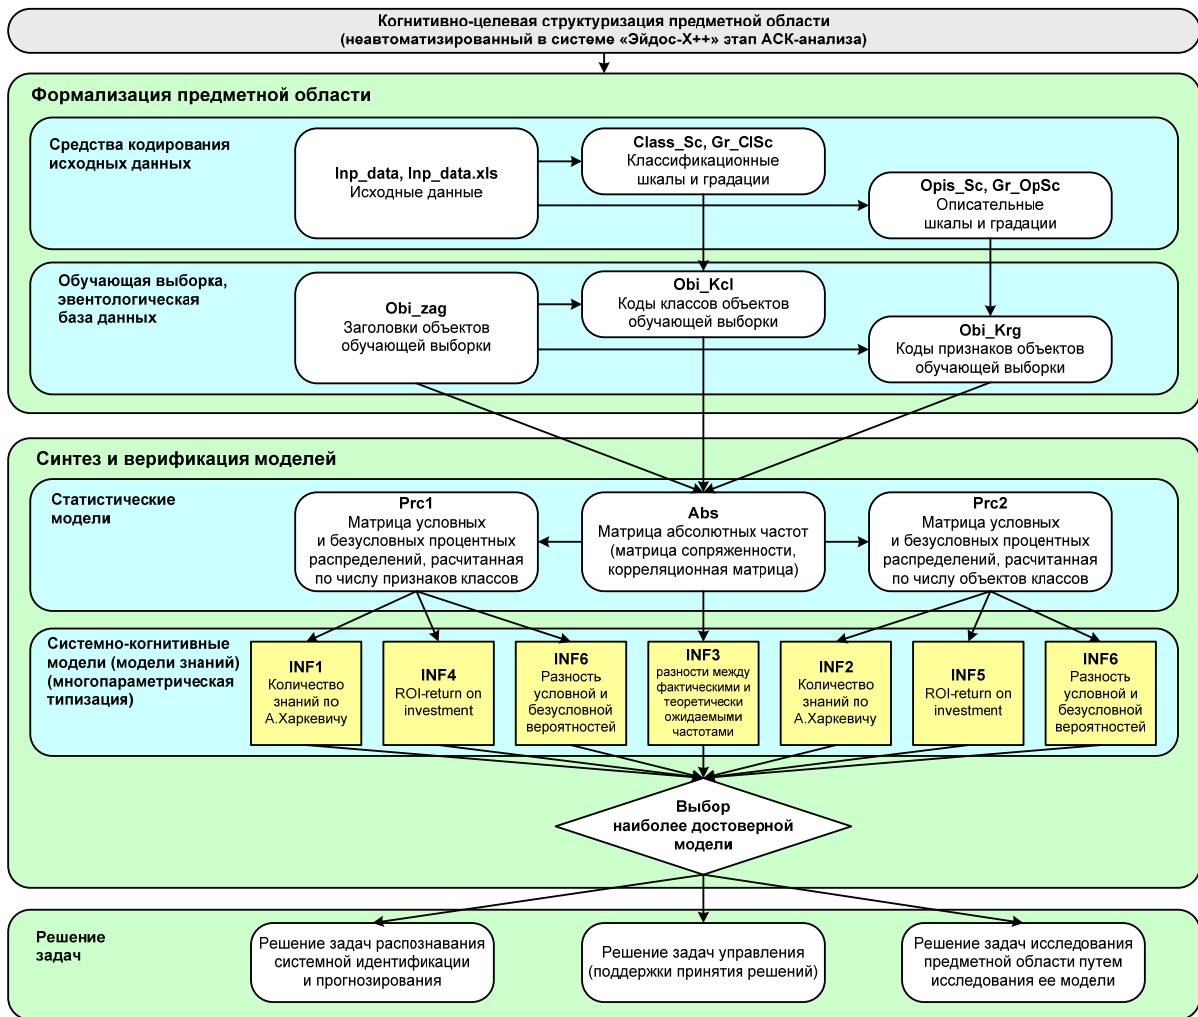 Когнитивно-целевая структуризация предметной области
(неавтоматизированный в системе «Эйдос-Х++» этап АСК-анализа)
Формализация предметной области
Средства кодирования
исходных данных
Inp_data, Inp_data.xls
Исходные данные
Class_Sc, Gr_ClSc
Классификационные
шкалы и градации
Opis_Sc, Gr_OpSc
Описательные
шкалы и градации
Обучающая выборка,
эвентологическая
база данных
Obi_zag
Заголовки объектов
обучающей выборки
Obi_Kcl
Коды классов объектов
обучающей выборки
Obi_Krg
Коды признаков объектов
обучающей выборки
Синтез и верификация моделей
Статистические
модели
Prc1
Матрица условных
и безусловных процентных
распределений, расчитанная
по числу признаков классов
Abs
Матрица абсолютных частот
(матрица сопряженности,
корреляционная матрица)
Prc2
Матрица условных
и безусловных процентных
распределений, расчитанная
по числу объектов классов
Системно-когнитивные
модели (модели знаний)
(многопараметрическая
типизация)
INF1
Количество
знаний по
А.Харкевичу
INF4
ROI-return on
investment
INF6
Разность
условной и
безусловной
вероятностей
INF3
разности между
фактическими и
теоретически
ожидаемыми
частотами
INF2
Количество
знаний по
А.Харкевичу
INF5
ROI-return on
investment
INF6
Разность
условной и
безусловной
вероятностей
Выбор
наиболее достоверной
модели
Решение
задач
Решение задач распознавания
системной идентификации
и прогнозирования
Решение задач управления
(поддержки принятия решений)
Решение задач исследования
предметной области путем
исследования ее модели